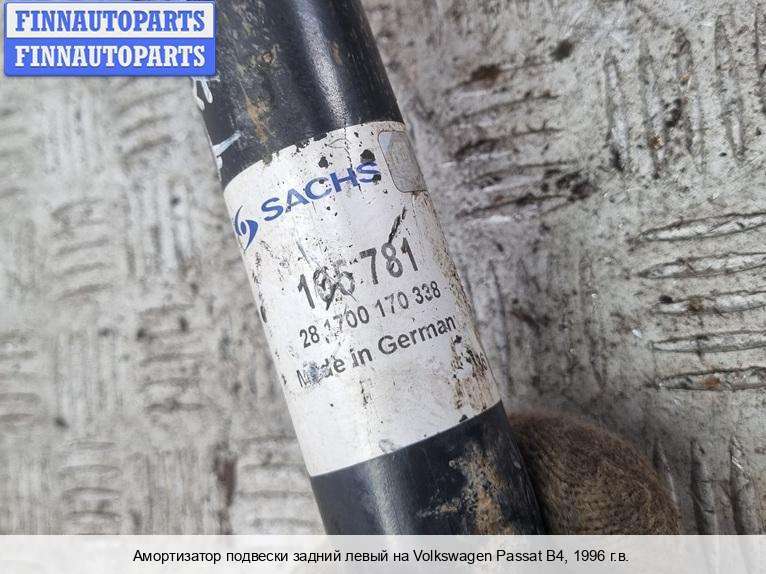 FINNAUTOPARTS
FINNAUTOPARTS
SACHS
781
28 1700 170 338
Made in German
Амортизатор подвески задний левый на Volkswagen Passat B4, 1996 г.в.